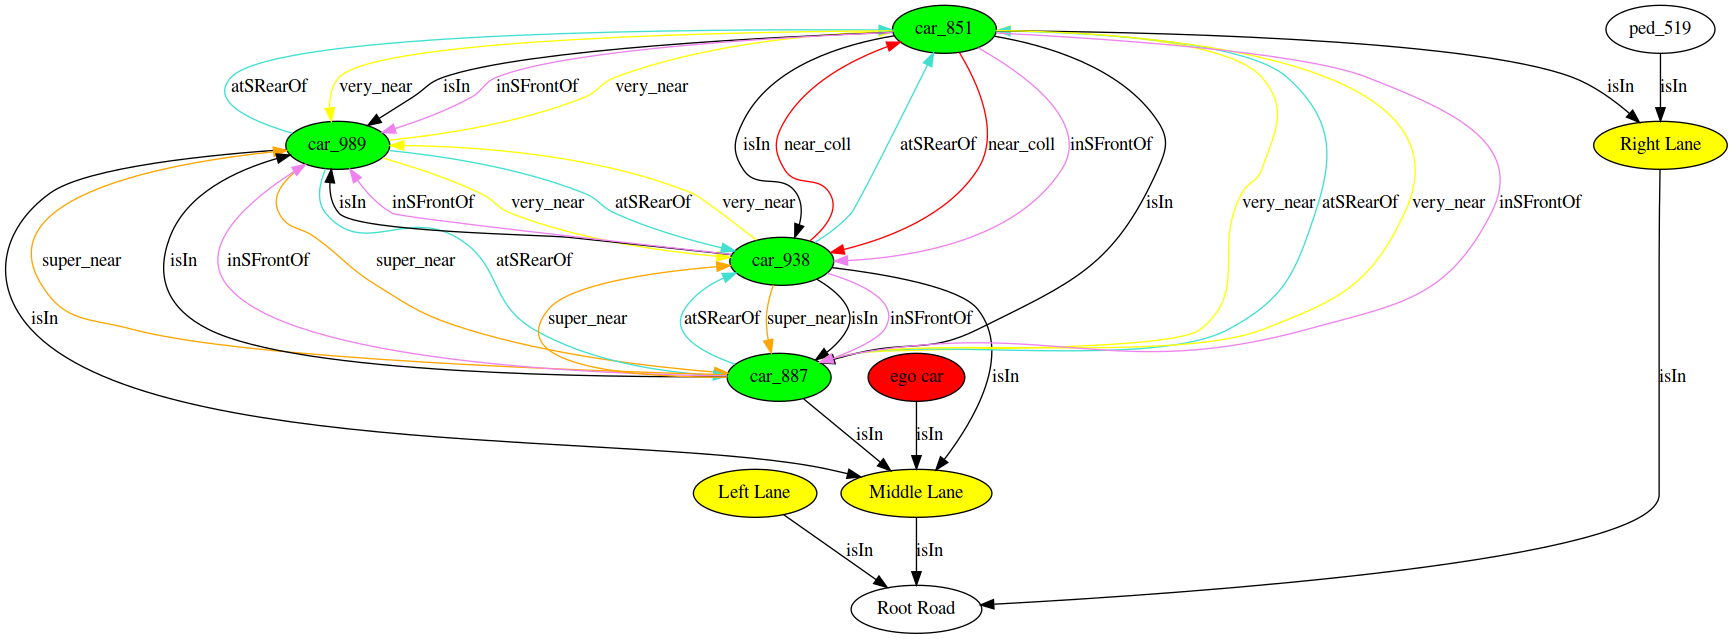 car_851
ped_519
atSRearOf
very_near
isIn
inSFrontOf
very_near
isIn
isIn
car_989
isIn
near_coll
atSRearOf
near_coll
inSFrontOf
Right Lane
isIn
inSFrontOf
very_near
atSRearOf
very_near
isIn
very_near
atSRearOf
very_near
inSFrontOf
super_near
isIn
inSFrontOf
super_near
atSRearOf
car_938
isIn
super_near
atSRearOf
super_near
isIn
inSFrontOf
car_887
ego car
isIn
isIn
isIn
isIn
Left Lane
Middle Lane
isIn
isIn
Root Road